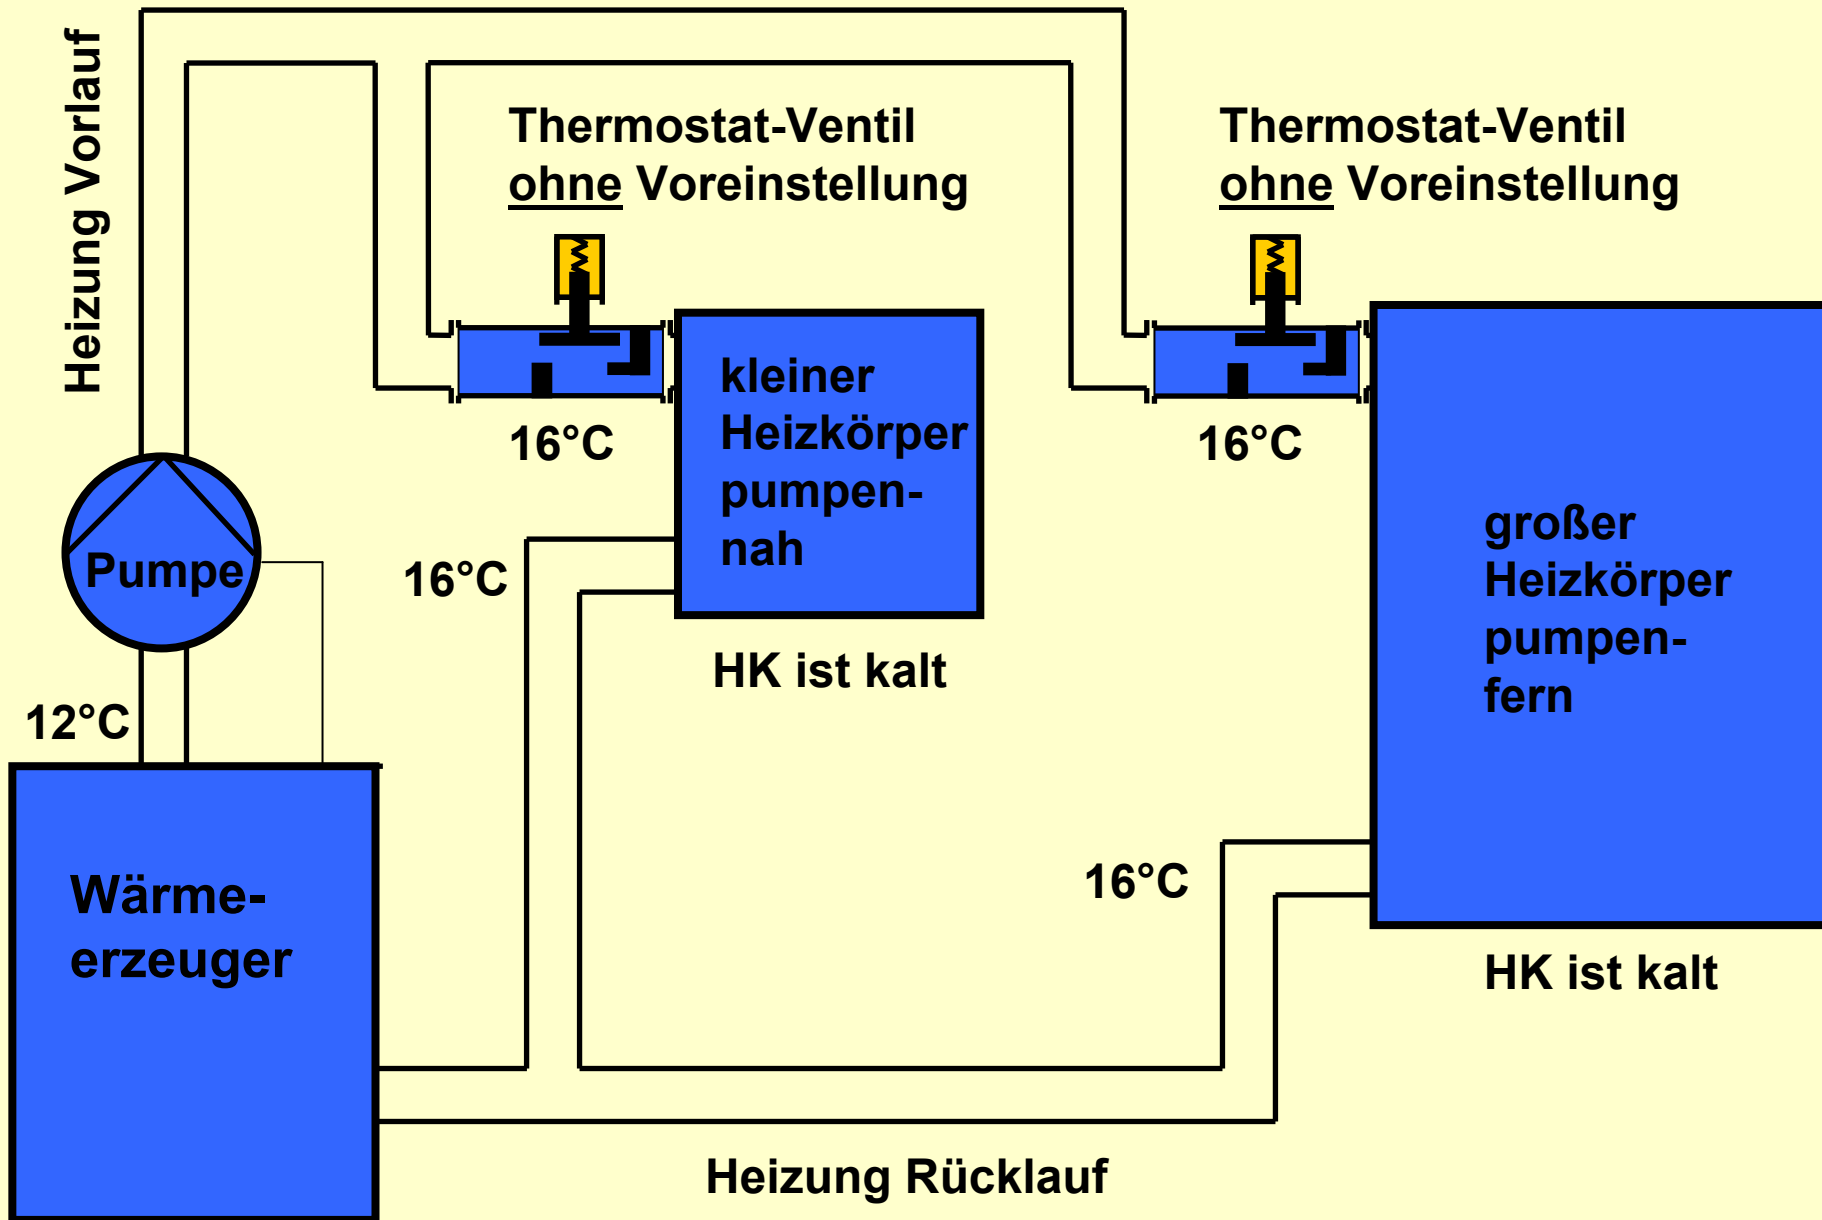 Heizung Vorlauf
Thermostat-Ventil
ohne Voreinstellung
Thermostat-Ventil
ohne Voreinstellung
kleiner
Heizkörper
pumpen-
nah
16°C
16°C
großer
Heizkörper
pumpen-
fern
Pumpe
16°C
HK ist kalt
12°C
Wärme-
erzeuger
16°C
HK ist kalt
Heizung Rücklauf